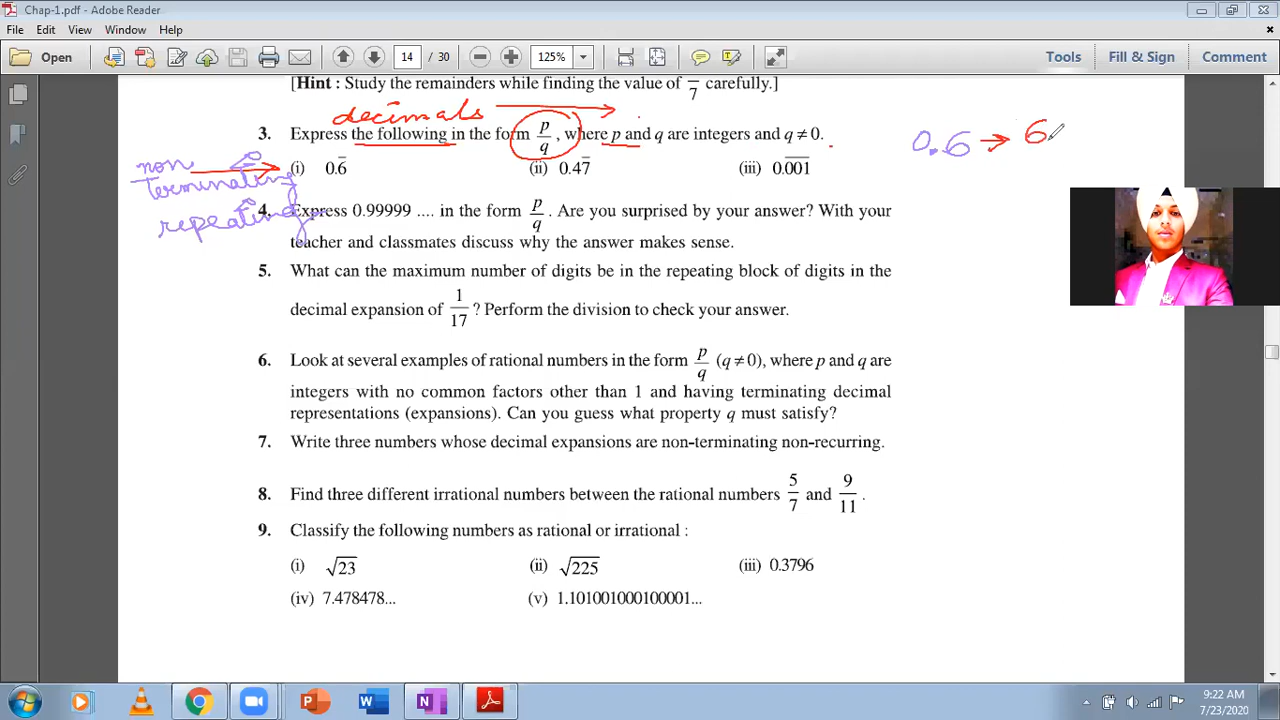 Chap-1.pdf - Adobe Reader
File Edit View Window Help
Open 14 / 30 125% Tools Fill & Sign Comment
[Hint : Study the remainders while finding the value of — 7 carefully.]
decimals
3. Express the following in the form p/q, where p and q are integers and q ≠ 0.
0.6 → 6
non terminating repeating
(i) 0.6̅ (ii) 0.47̅ (iii) 0.0̅0̅1̅
4. Express 0.99999 .... in the form p/q. Are you surprised by your answer? With your
teacher and classmates discuss why the answer makes sense.
5. What can the maximum number of digits be in the repeating block of digits in the
decimal expansion of 1/17? Perform the division to check your answer.
6. Look at several examples of rational numbers in the form p/q (q ≠ 0), where p and q are
integers with no common factors other than 1 and having terminating decimal
representations (expansions). Can you guess what property q must satisfy?
7. Write three numbers whose decimal expansions are non-terminating non-recurring.
8. Find three different irrational numbers between the rational numbers 5/7 and 9/11.
9. Classify the following numbers as rational or irrational :
(i) √23 (ii) √225 (iii) 0.3796
(iv) 7.478478... (v) 1.101001000100001...
9:22 AM
7/23/2020